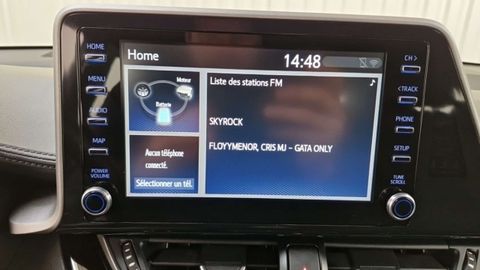 HOME
MENU
AUDIO
MAP
POWER
VOLUME
Home
14:48
Moteur
Batterie
Aucun téléphone
connecté.
Sélectionner un tél.
Liste des stations FM
SKYROCK
FLOYYMENOR, CRIS MJ - GATA ONLY
CH >
< TRACK
PHONE
SETUP
TUNE
SCROLL